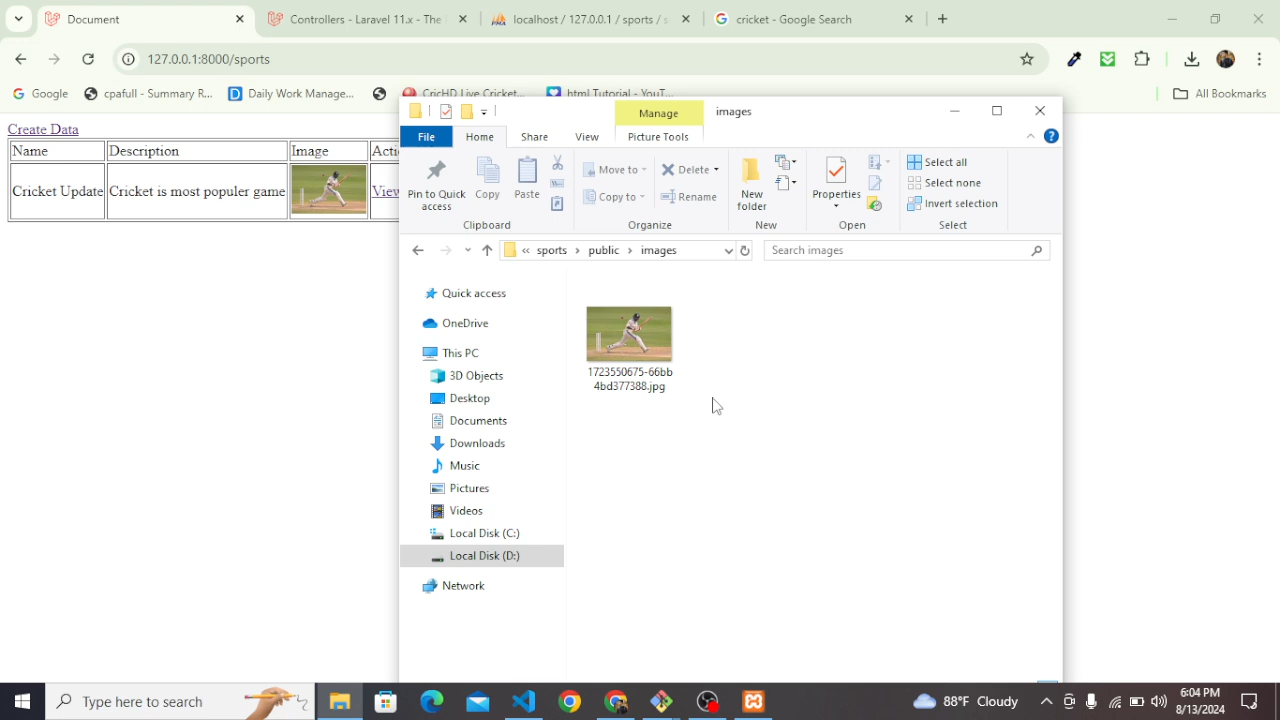 Document
Controllers - Laravel 11.x - The
localhost / 127.0.0.1 / sports / s
cricket - Google Search
127.0.0.1:8000/sports
Google
cpafull - Summary R...
Daily Work Manage...
CricHD Live Cricket...
html Tutorial - YouT...
All Bookmarks
Create Data
Name Description Image Acti
Cricket Update Cricket is most populer game View
Manage images
File Home Share View Picture Tools
Pin to Quick access
Copy
Paste
Clipboard
Move to
Copy to
Delete
Rename
Organize
New folder
New
Properties
Open
Select all
Select none
Invert selection
Select
« sports › public › images
Search images
Quick access
OneDrive
This PC
3D Objects
Desktop
Documents
Downloads
Music
Pictures
Videos
Local Disk (C:)
Local Disk (D:)
Network
1723550675-66bb
4bd377388.jpg
Type here to search
88°F Cloudy
6:04 PM
8/13/2024